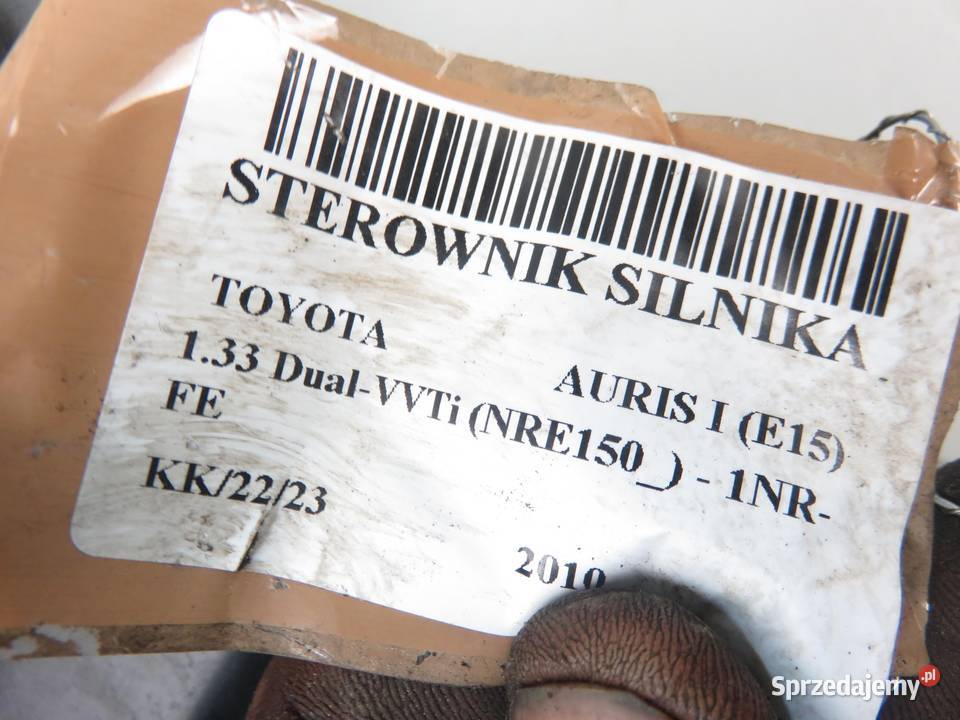 STEROWNIK SILNIKA
TOYOTA AURIS I (E15)
1.33 Dual-VVTi (NRE150_) - 1NR-
FE
KK/22/23
2010
Sprzedajemy.pl